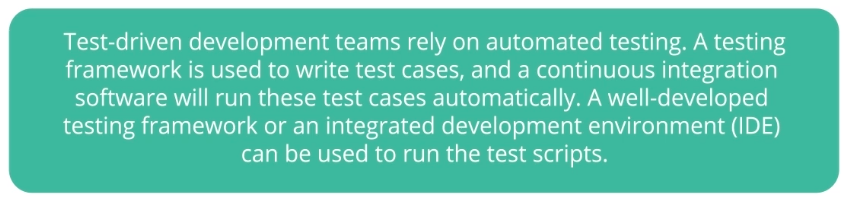 Test-driven development teams rely on automated testing. A testing
framework is used to write test cases, and a continuous integration
software will run these test cases automatically. A well-developed
testing framework or an integrated development environment (IDE)
can be used to run the test scripts.